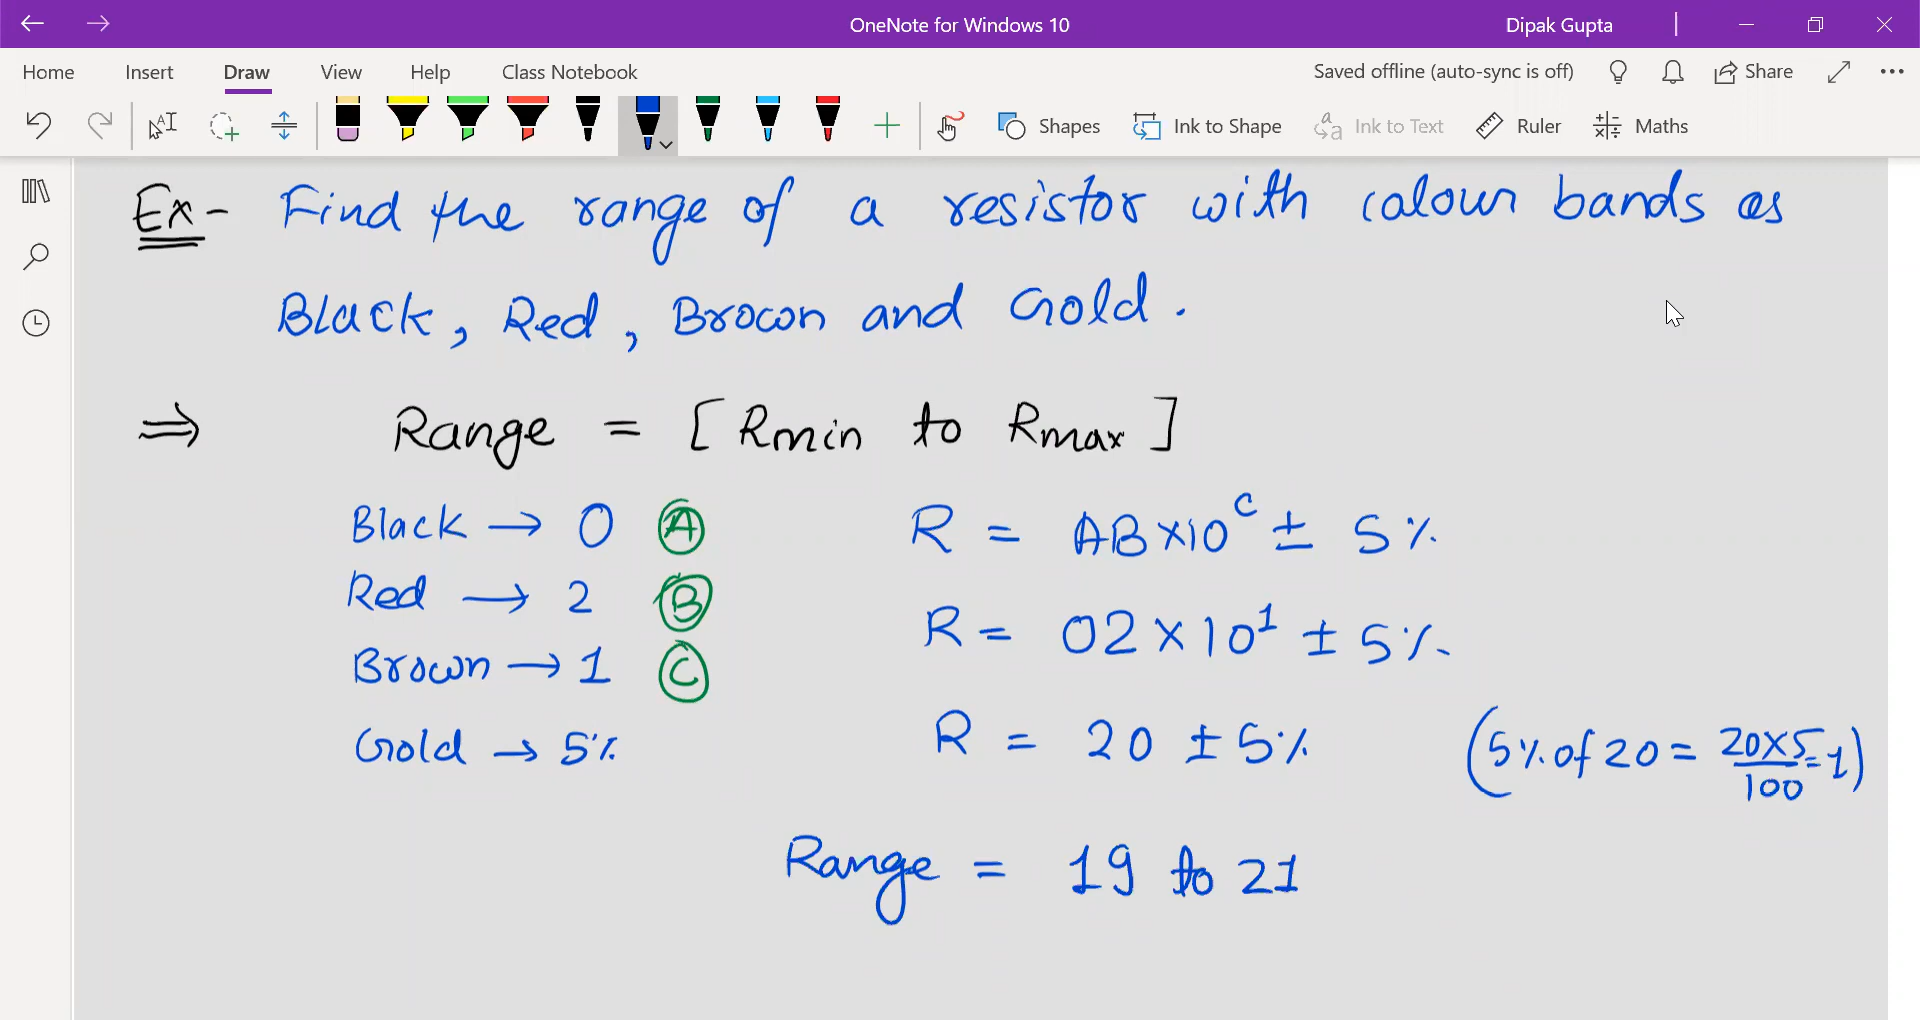 OneNote for Windows 10
Dipak Gupta
Home Insert Draw View Help Class Notebook
Saved offline (auto-sync is off)
Share
Shapes Ink to Shape Ink to Text Ruler Maths
Ex - Find the range of a resistor with colour bands as
Black, Red, Brown and Gold.
⇒ Range = [Rmin to Rmax]
Black → 0 Ⓐ R = AB×10^C ± 5%
Red → 2 Ⓑ R = 02×10^1 ± 5%
Brown → 1 Ⓒ
Gold → 5% R = 20 ± 5% (5% of 20 = 20×5/100 = 1)
Range = 19 to 21